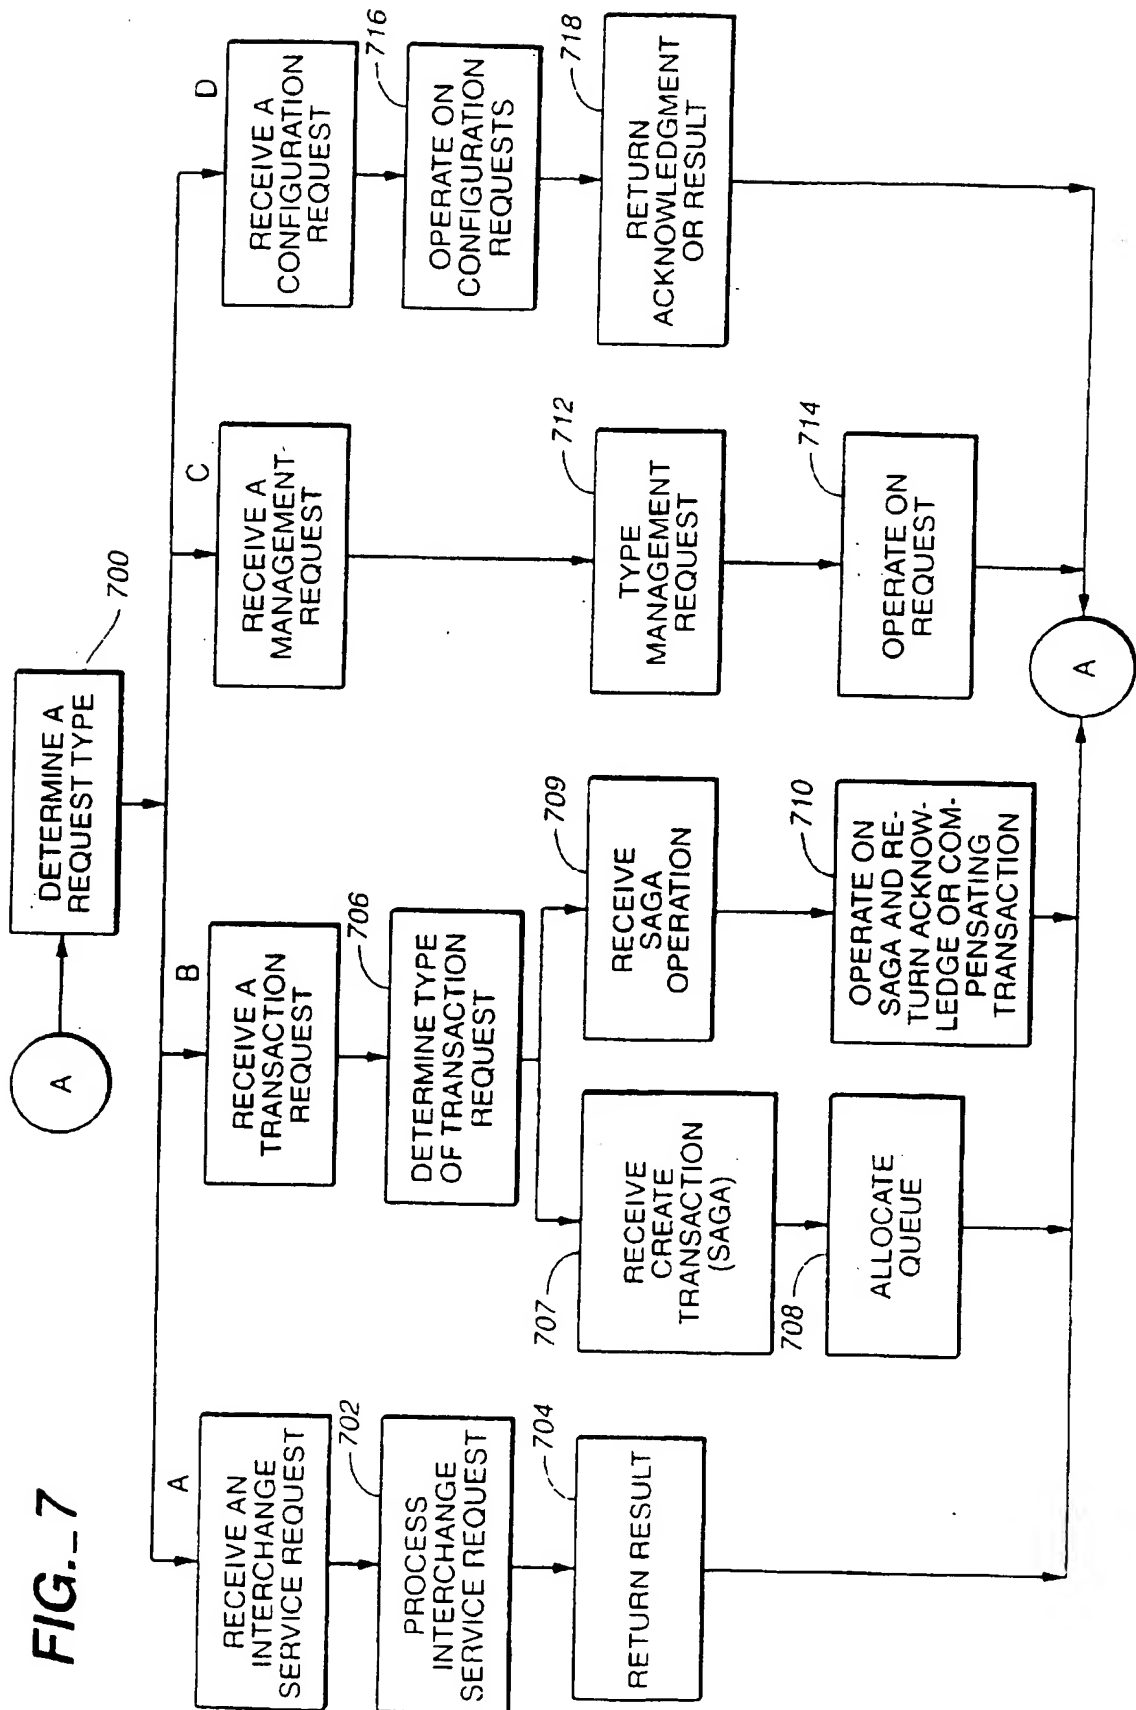 FIG._7
A
DETERMINE A
REQUEST TYPE
700
A
RECEIVE AN
INTERCHANGE
SERVICE REQUEST
702
PROCESS
INTERCHANGE
SERVICE REQUEST
704
RETURN RESULT
B
RECEIVE A
TRANSACTION
REQUEST
706
DETERMINE TYPE
OF TRANSACTION
REQUEST
707
RECEIVE
CREATE
TRANSACTION
(SAGA)
708
ALLOCATE
QUEUE
709
RECEIVE
SAGA
OPERATION
710
OPERATE ON
SAGA AND RE-
TURN ACKNOW-
LEDGE OR COM-
PENSATING
TRANSACTION
C
RECEIVE A
MANAGEMENT
REQUEST
712
TYPE
MANAGEMENT
REQUEST
714
OPERATE ON
REQUEST
D
RECEIVE A
CONFIGURATION
REQUEST
716
OPERATE ON
CONFIGURATION
REQUESTS
718
RETURN
ACKNOWLEDGMENT
OR RESULT
A